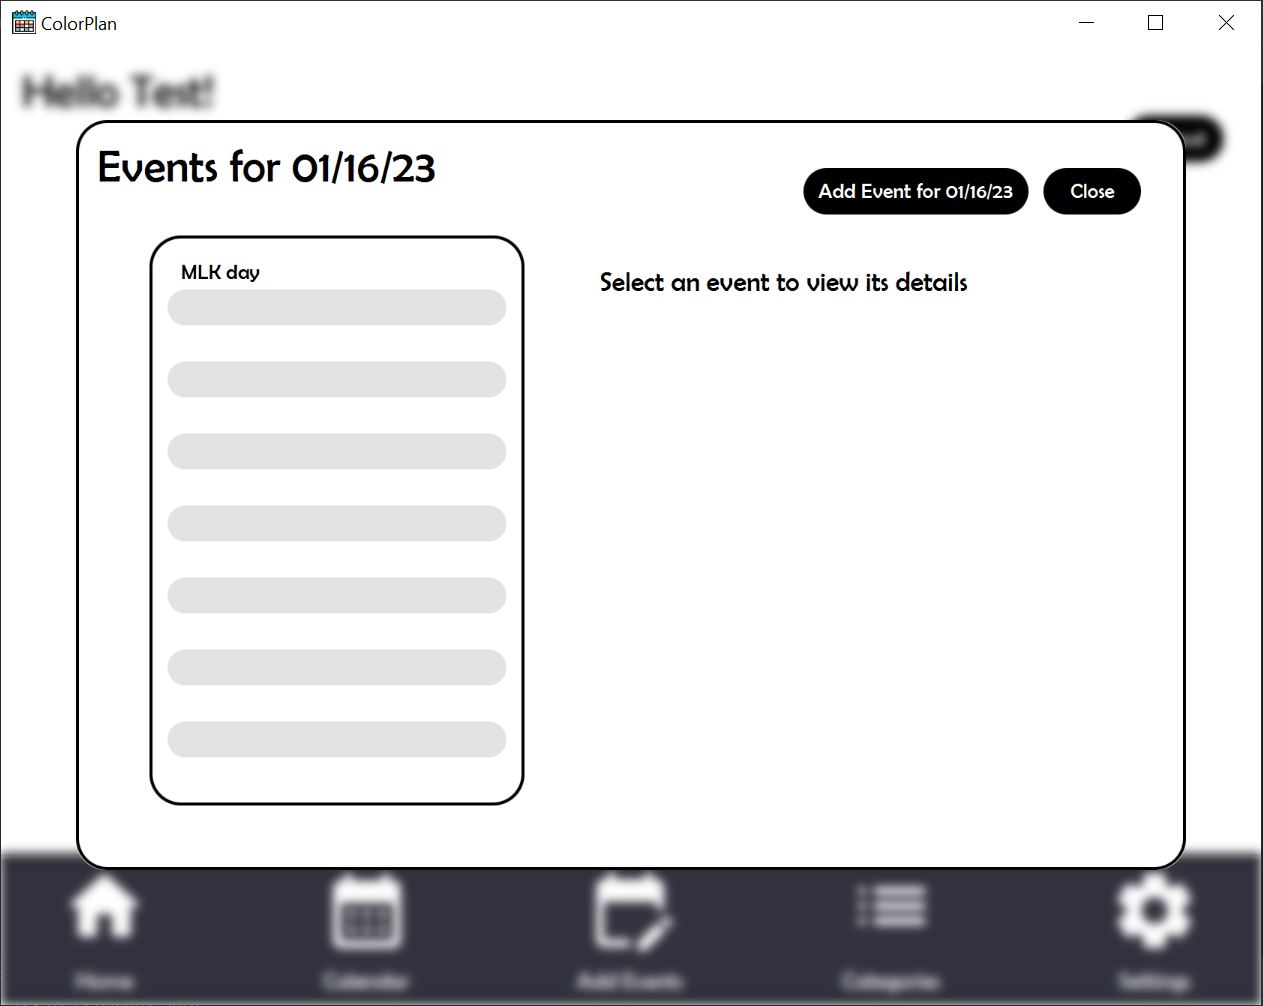 ColorPlan
Hello Test!
Events for 01/16/23
Add Event for 01/16/23
Close
MLK day
Select an event to view its details
Home
Calendar
Add Events
Categories
Settings